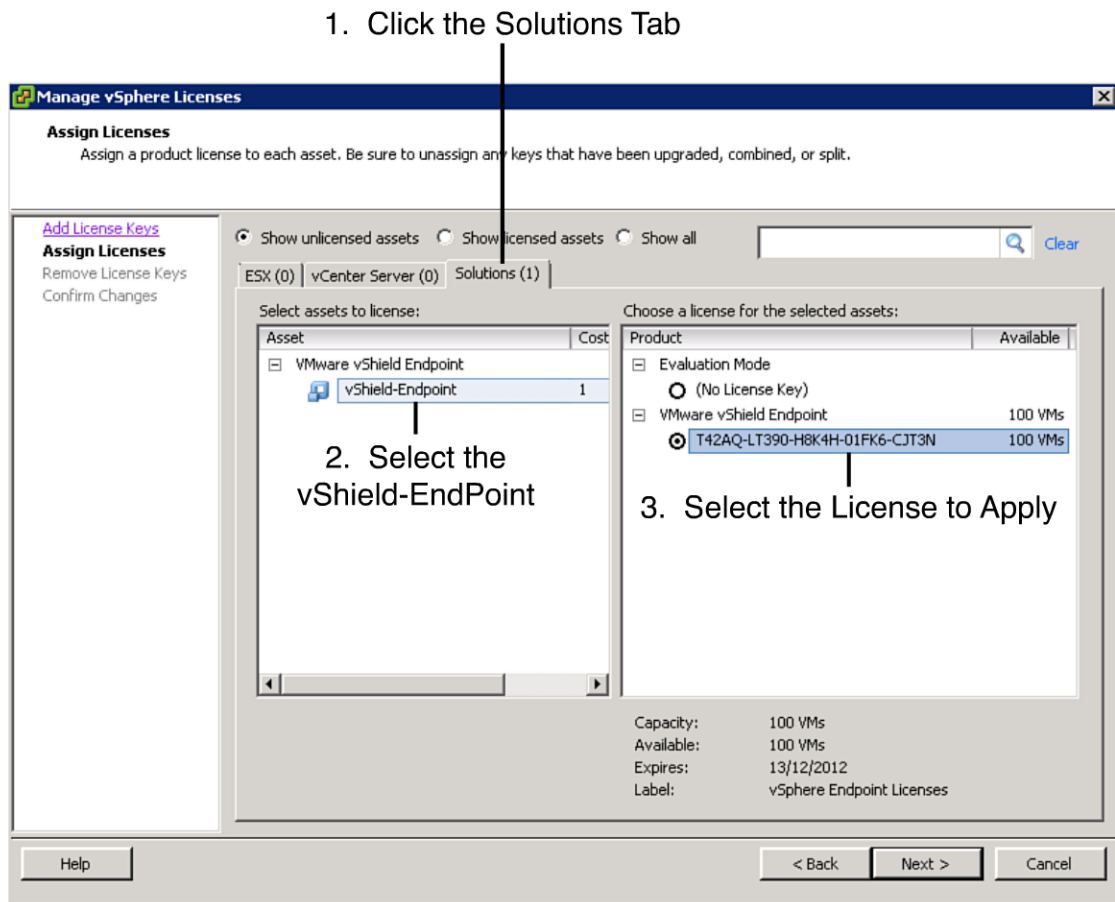 1. Click the Solutions Tab
Manage vSphere Licenses
Assign Licenses
Assign a product license to each asset. Be sure to unassign any keys that have been upgraded, combined, or split.
Add License Keys
Assign Licenses
Remove License Keys
Confirm Changes
Show unlicensed assets Show licensed assets Show all Clear
ESX (0) vCenter Server (0) Solutions (1)
Select assets to license:
Asset Cost
VMware vShield Endpoint
vShield-Endpoint 1
2. Select the
vShield-EndPoint
Choose a license for the selected assets:
Product Available
Evaluation Mode
(No License Key)
VMware vShield Endpoint 100 VMs
T42AQ-LT390-H8K4H-01FK6-CJT3N 100 VMs
3. Select the License to Apply
Capacity: 100 VMs
Available: 100 VMs
Expires: 13/12/2012
Label: vSphere Endpoint Licenses
Help < Back Next > Cancel